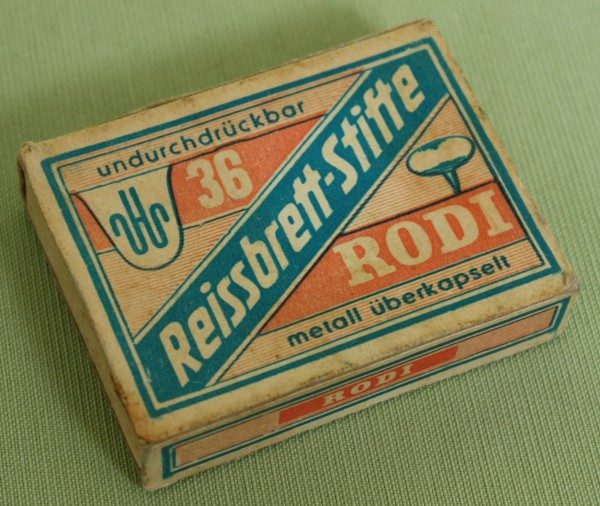 undurchdrückbar
36
Reissbrett-Stifte
RODI
metall überkapselt
RODI